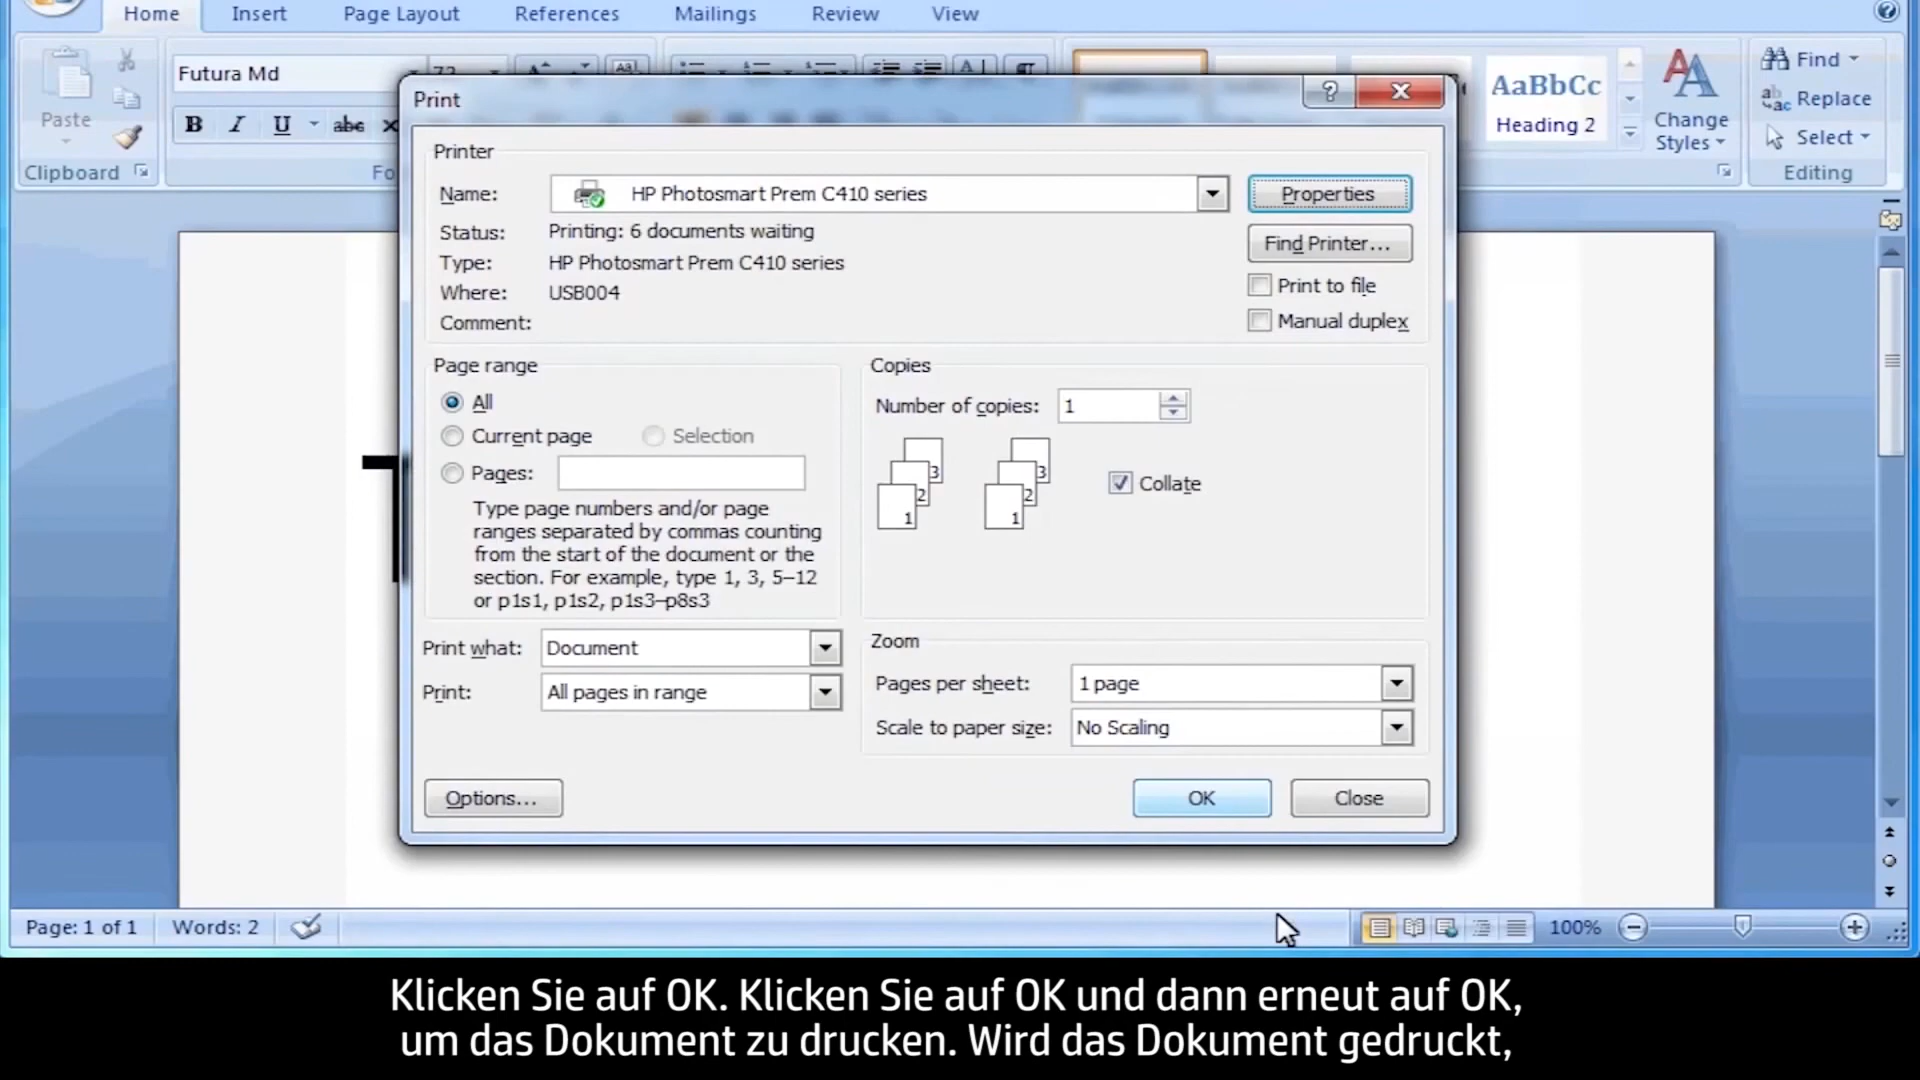 Home Insert Page Layout References Mailings Review View
Futura Md
AaBbCc
Find
Replace
Paste
B I U abc
Heading 2
Change
Styles
Select
Clipboard
Editing
Print
Printer
Name: HP Photosmart Prem C410 series
Properties
Status: Printing: 6 documents waiting
Find Printer...
Type: HP Photosmart Prem C410 series
Print to file
Where: USB004
Comment:
Manual duplex
Page range
All
Current page Selection
Pages:
Type page numbers and/or page
ranges separated by commas counting
from the start of the document or the
section. For example, type 1, 3, 5–12
or p1s1, p1s2, p1s3–p8s3
Copies
Number of copies: 1
3 3
2 2
1 1
Collate
Print what: Document
Print: All pages in range
Zoom
Pages per sheet: 1 page
Scale to paper size: No Scaling
Options... OK Close
Page: 1 of 1 Words: 2 100%
Klicken Sie auf OK. Klicken Sie auf OK und dann erneut auf OK,
um das Dokument zu drucken. Wird das Dokument gedruckt,